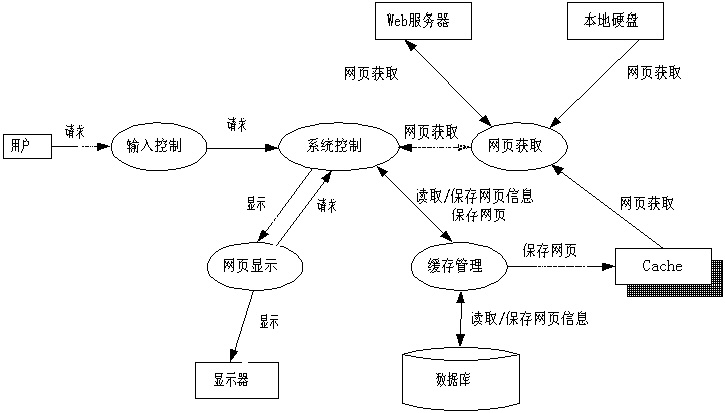 Web服务器
本地硬盘
网页获取
网页获取
用户
请求
输入控制
请求
系统控制
网页获取
网页获取
显示
请求
读取/保存网页信息
保存网页
网页获取
网页显示
缓存管理
保存网页
Cache
显示
读取/保存网页信息
显示器
数据库